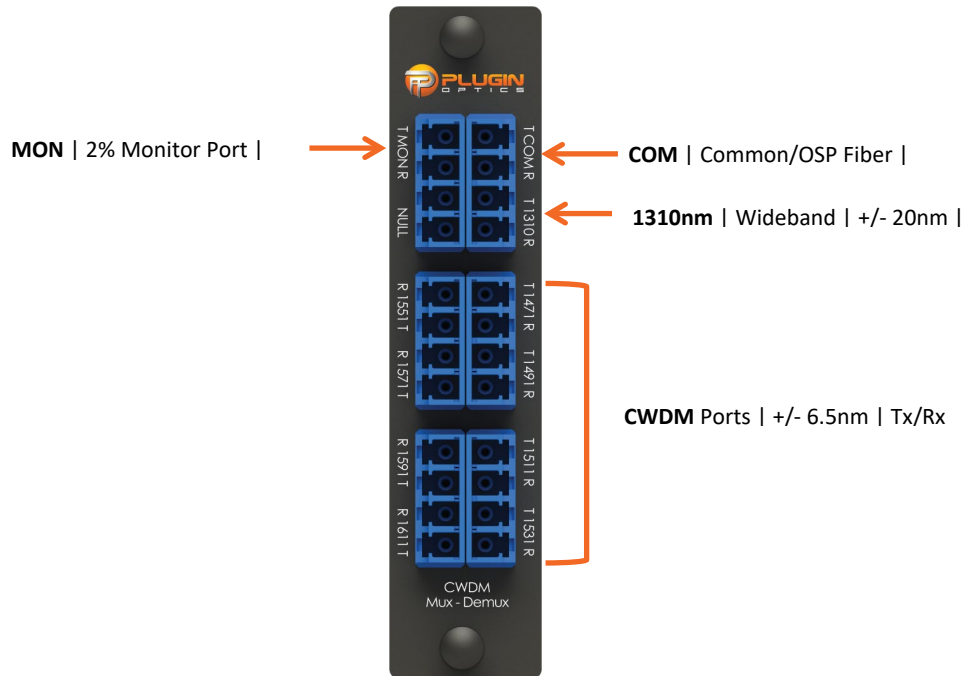 PLUGIN
OPTICS
MON | 2% Monitor Port |
T MON R
T COM R
COM | Common/OSP Fiber |
NULL
T 1310 R
1310nm | Wideband | +/- 20nm |
R 1551 T
T 1471 R
R 1571 T
T 1491 R
CWDM Ports | +/- 6.5nm | Tx/Rx
R 1591 T
T 1511 R
R 1611 T
T 1531 R
CWDM
Mux - Demux